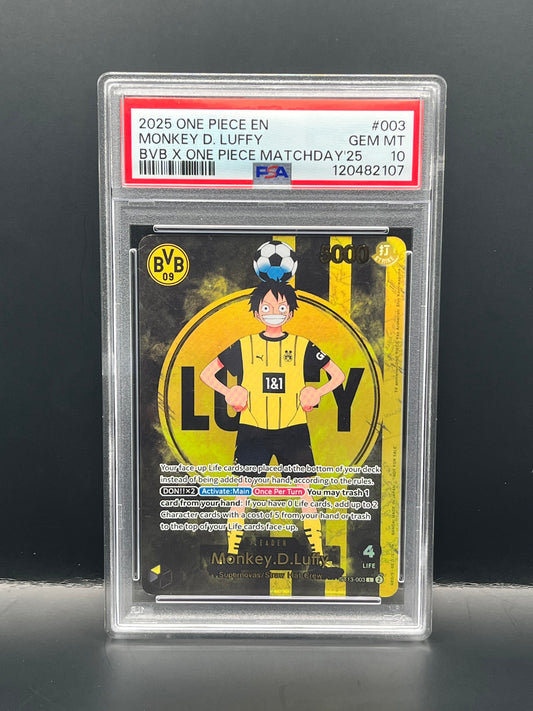 2025 ONE PIECE EN #003
MONKEY D. LUFFY GEM MT
BVB X ONE PIECE MATCHDAY'25 10
PSA 120482107
BVB
09
5000
打
STRIKE
LUFFY
1&1
Your face-up Life cards are placed at the bottom of your deck
instead of being added to your hand, according to the rules.
DON!!×2 Activate:Main Once Per Turn You may trash 1
card from your hand: If you have 0 Life cards, add up to 2
Character cards with a cost of 5 from your hand or trash
to the top of your Life cards face-up.
LEADER
Monkey.D.Luffy
Supernovas/Straw Hat Crew
4
LIFE
ST13-003 L 2